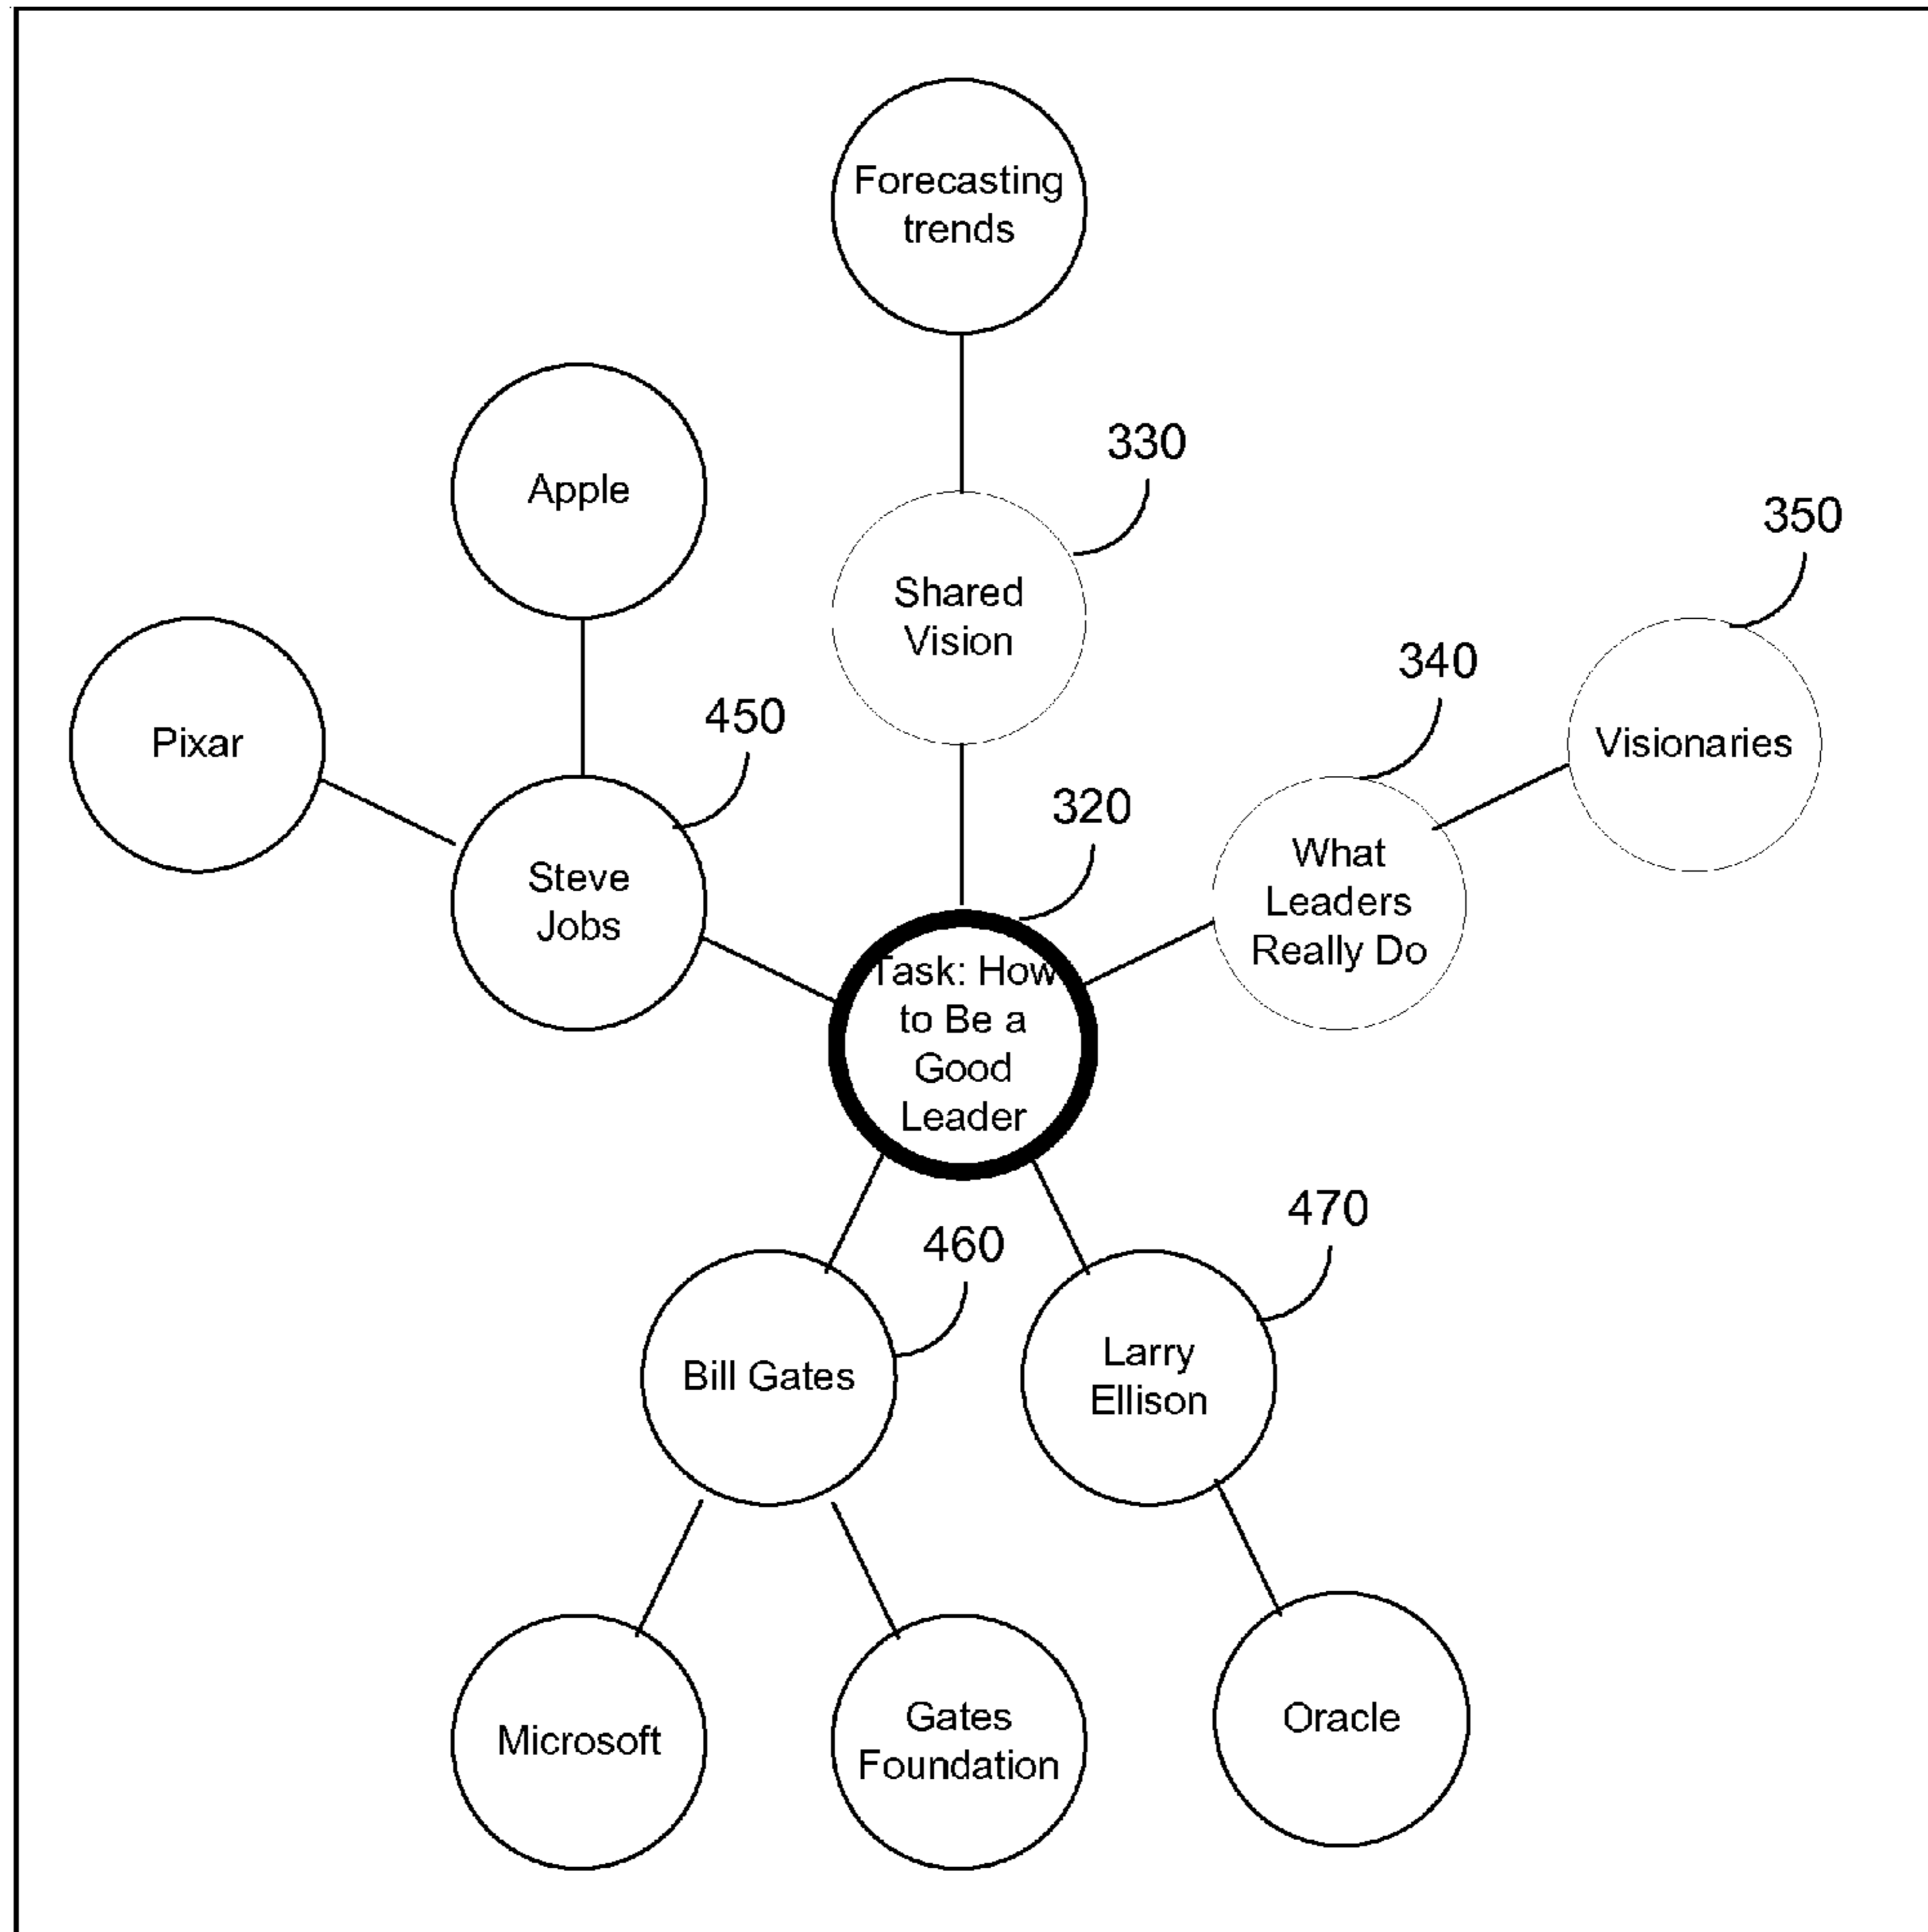 Forecasting
trends
330
Apple
350
Shared
Vision
340
450
Pixar
Visionaries
320
What
Leaders
Really Do
Steve
Jobs
Task: How
to Be a
Good
Leader
470
460
Larry
Ellison
Bill Gates
Gates
Foundation
Oracle
Microsoft